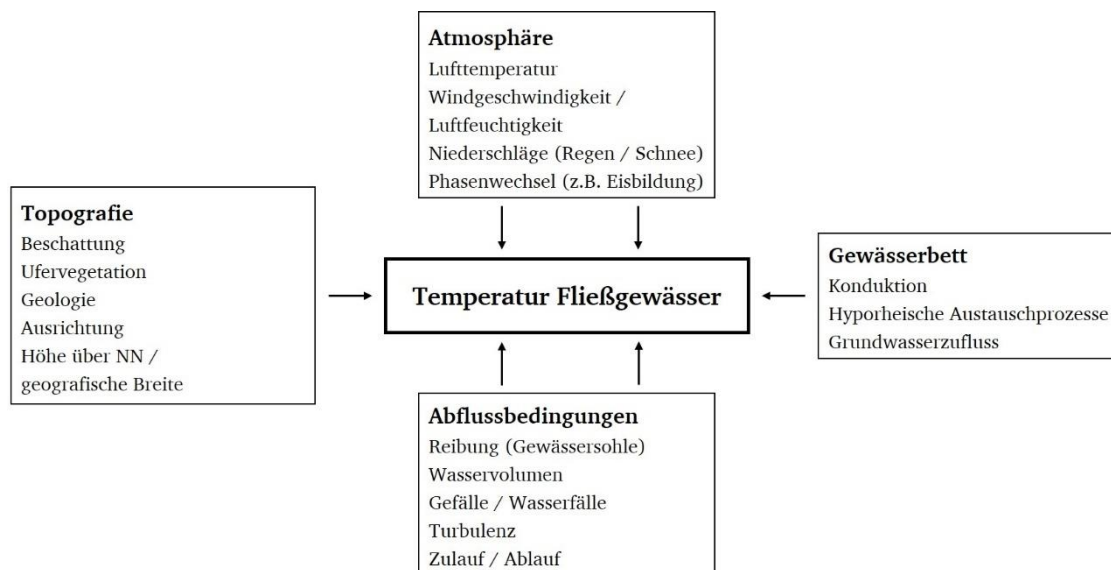 Atmosphäre
Lufttemperatur
Windgeschwindigkeit /
Luftfeuchtigkeit
Niederschläge (Regen / Schnee)
Phasenwechsel (z.B. Eisbildung)
Topografie
Beschattung
Ufervegetation
Geologie
Ausrichtung
Höhe über NN /
geografische Breite
Temperatur Fließgewässer
Gewässerbett
Konduktion
Hyporheische Austauschprozesse
Grundwasserzufluss
Abflussbedingungen
Reibung (Gewässersohle)
Wasservolumen
Gefälle / Wasserfälle
Turbulenz
Zulauf / Ablauf